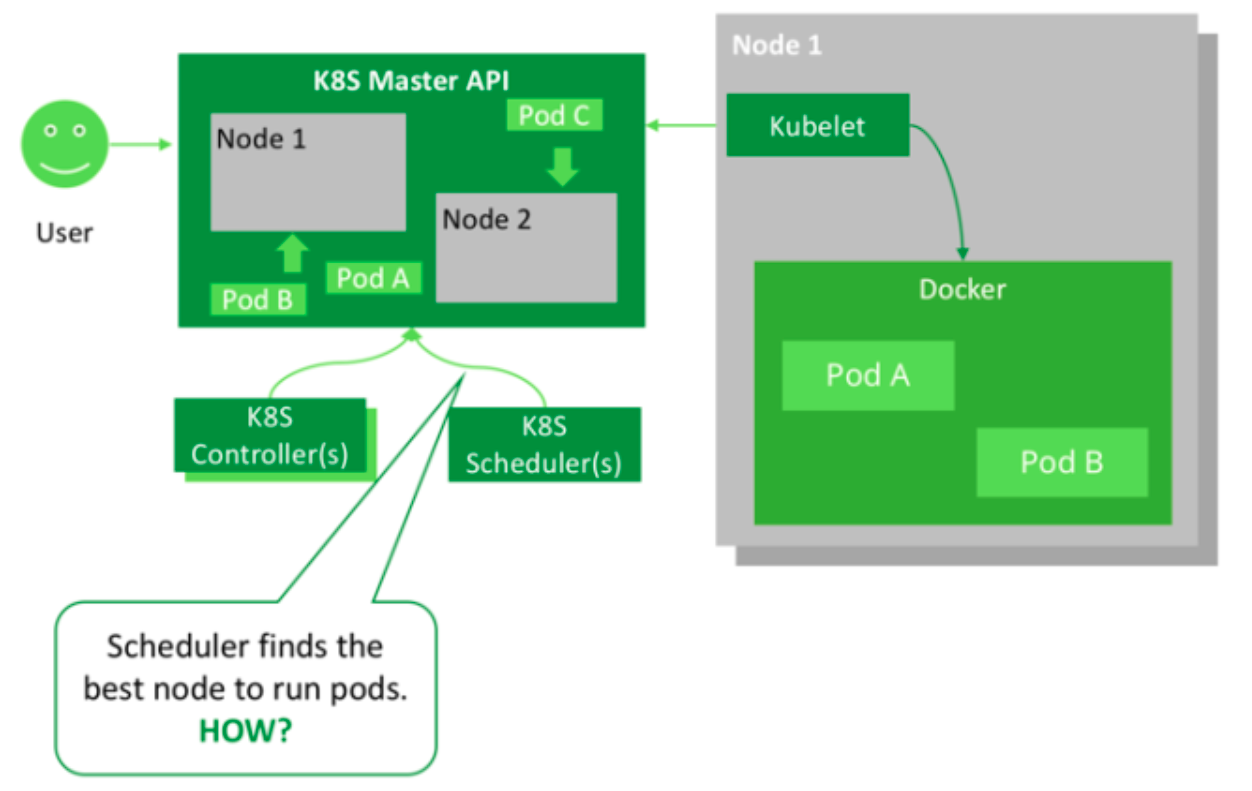 User
K8S Master API
Node 1
Pod C
Node 2
Pod A
Pod B
K8S
Controller(s)
K8S
Scheduler(s)
Scheduler finds the
best node to run pods.
HOW?
Node 1
Kubelet
Docker
Pod A
Pod B